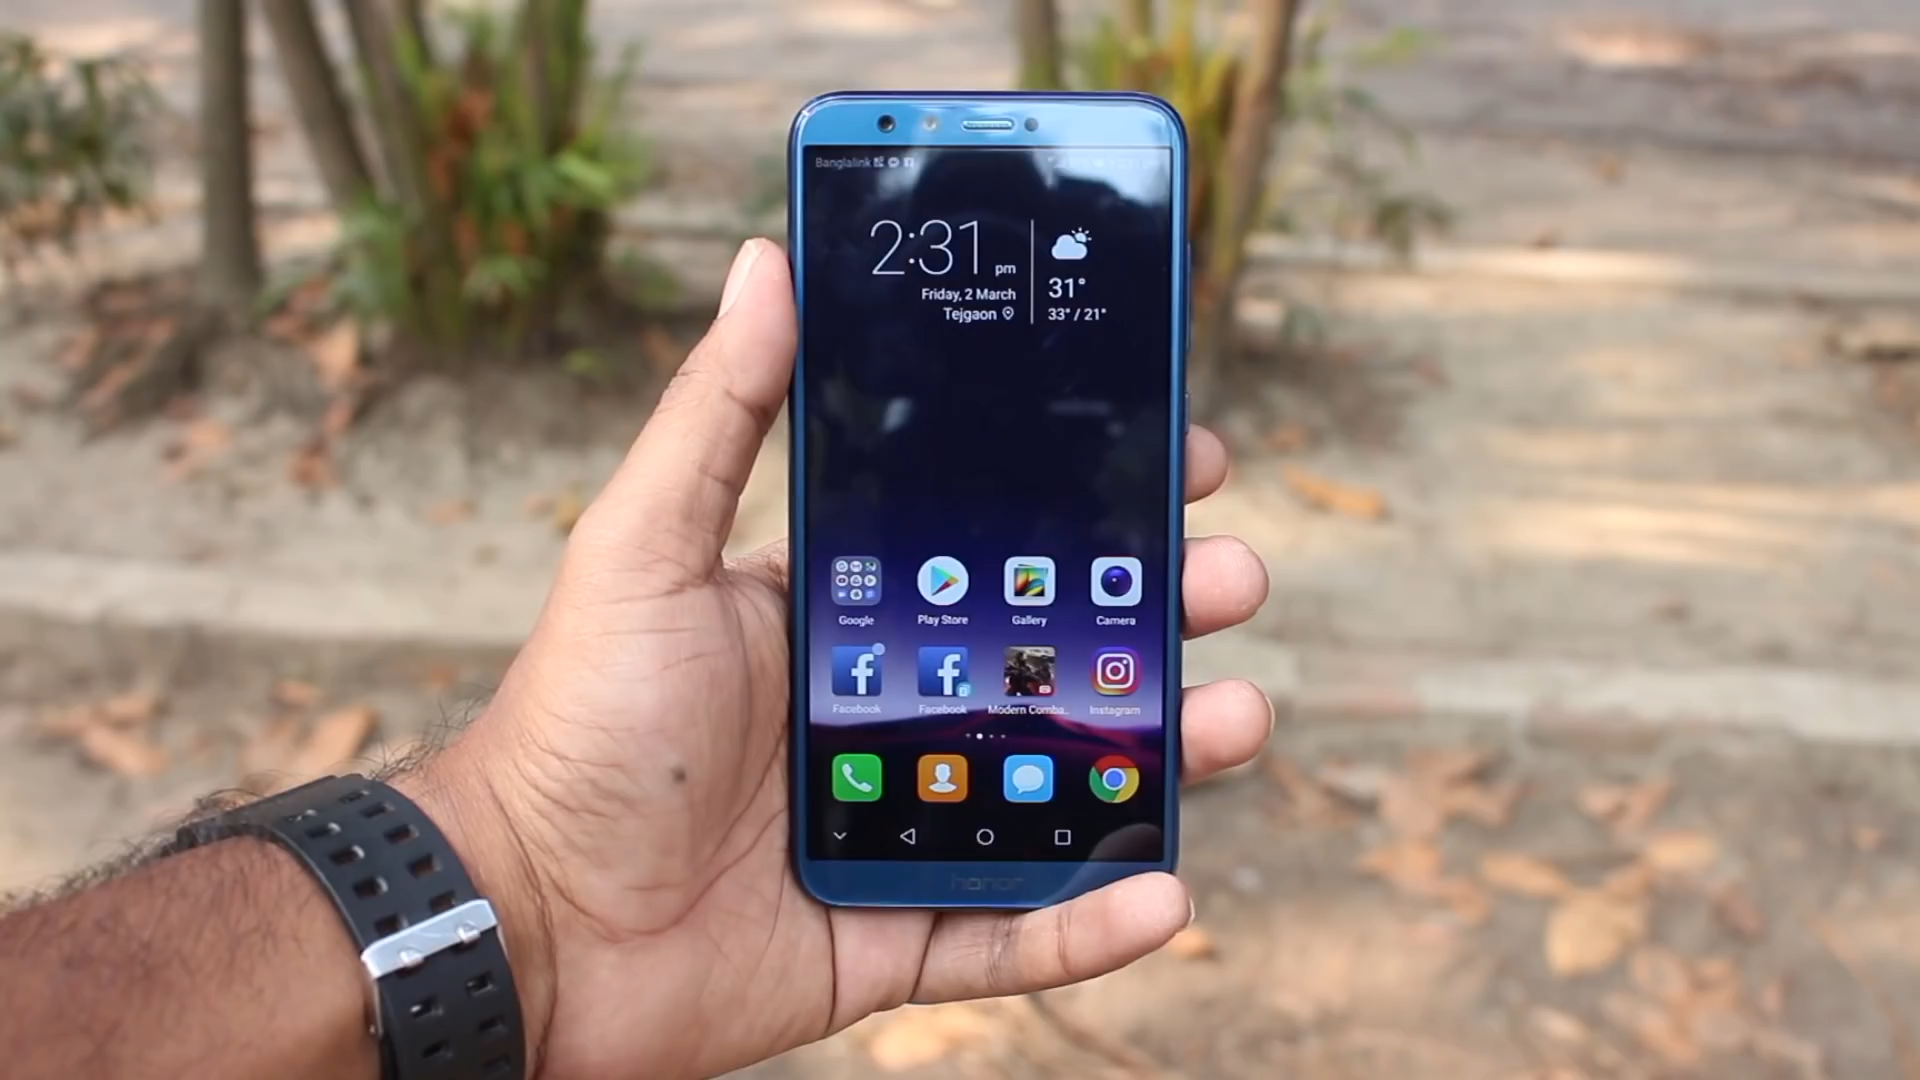 Banglalink
2:31 pm
Friday, 2 March
Tejgaon
31°
33° / 21°
Google Play Store Gallery Camera
Facebook Facebook Modern Comba.. Instagram
honor